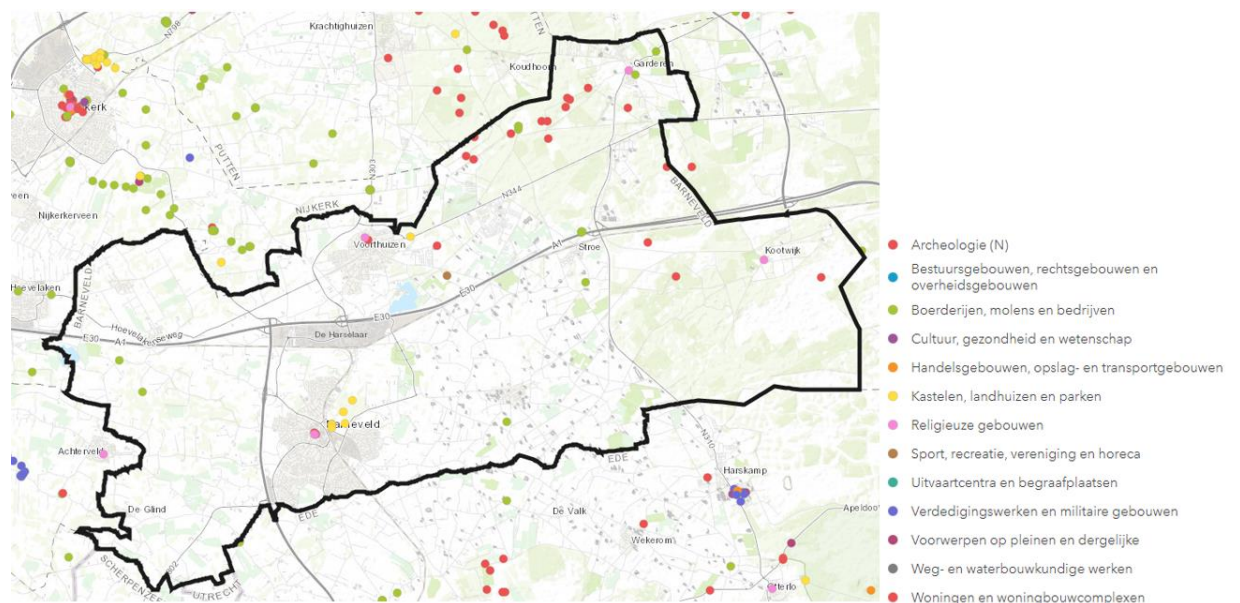 Krachtighuizen
N798
Koudhoorn
Garderen
kerk
PUTTEN
N303
N344
BARNEVELD
veen
Nijkerkerveen
NIJKERK
Voorthuizen
Stroe
A1
Kootwijk
Hoevelaken
BARNEVELD
E30
De Harselaar
E30
Hoevelakenseweg
E30
A1
Barneveld
N310
Achterveld
EDE
Harskamp
De Glind
EDE
De Valk
Apeldoo
Wekerom
SCHERPENZE
UTRECH
Otterlo
Archeologie (N)
Bestuursgebouwen, rechtsgebouwen en
overheidsgebouwen
Boerderijen, molens en bedrijven
Cultuur, gezondheid en wetenschap
Handelsgebouwen, opslag- en transportgebouwen
Kastelen, landhuizen en parken
Religieuze gebouwen
Sport, recreatie, vereniging en horeca
Uitvaartcentra en begraafplaatsen
Verdedigingswerken en militaire gebouwen
Voorwerpen op pleinen en dergelijke
Weg- en waterbouwkundige werken
Woningen en woningbouwcomplexen